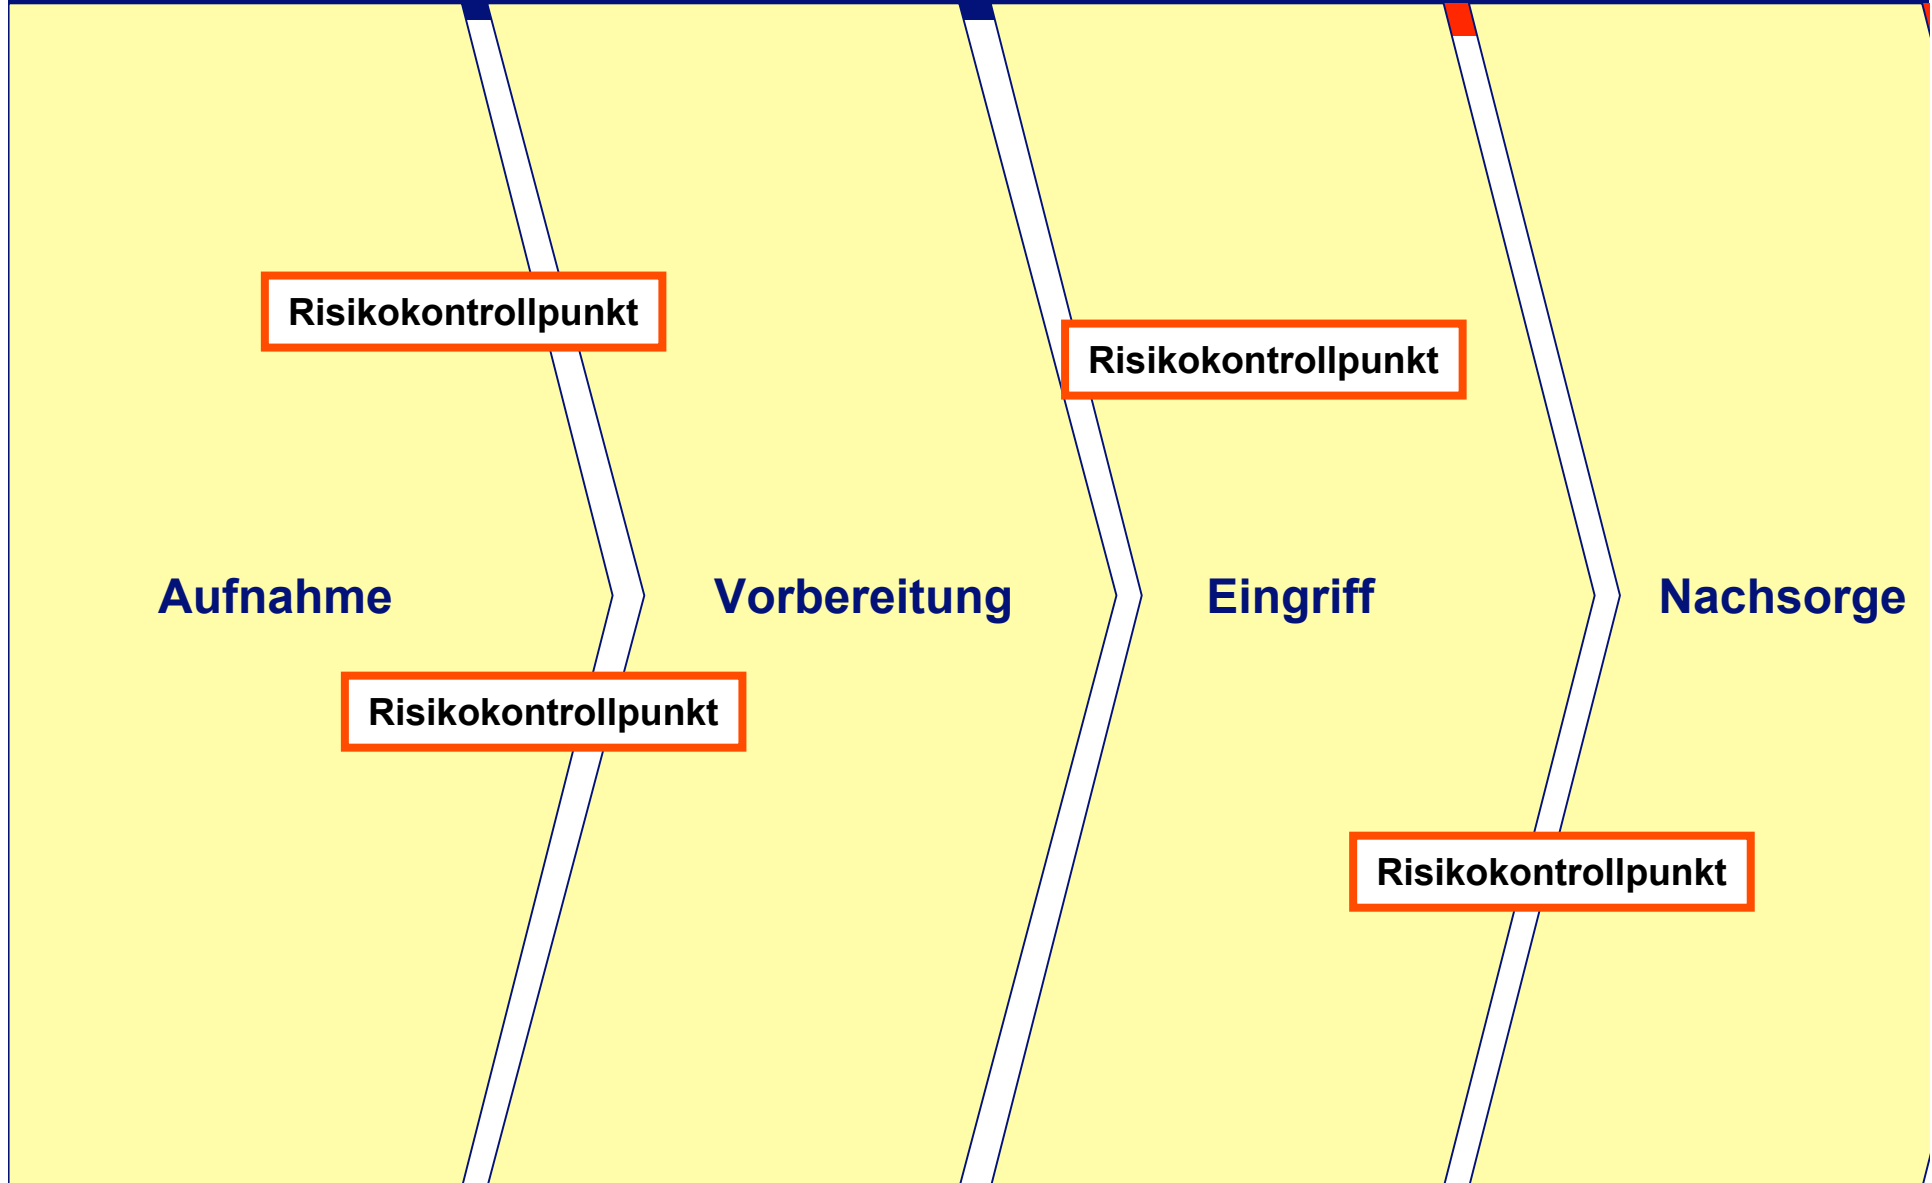 Risikokontrollpunkt
Risikokontrollpunkt
Aufnahme
Vorbereitung
Eingriff
Nachsorge
Risikokontrollpunkt
Risikokontrollpunkt